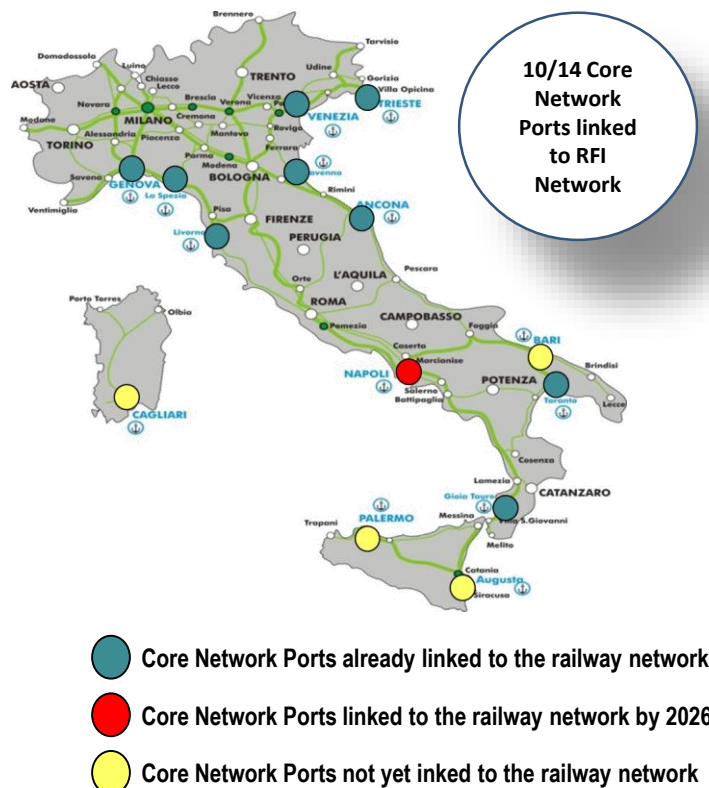 Brennero
Tarvisio
Domodossola
Luino
Udine
Chiasso
Lecco
TRENTO
Gorizia
Villa Opicina
AOSTA
Novara
Brescia
Verona
Vicenza
TRIESTE
VENEZIA
Modane
MILANO
Cremona
Mantova
Rovigo
TORINO
Alessandria
Piacenza
Ferrara
Parma
Modena
BOLOGNA
Savona
GENOVA
La Spezia
Rimini
Ventimiglia
Pisa
FIRENZE
ANCONA
Livorno
PERUGIA
L'AQUILA
Pescara
Orte
ROMA
CAMPOBASSO
Pomezia
Foggia
Porto Torres
Olbia
Caserta
Marcianise
BARI
Brindisi
NAPOLI
Salerno
Battipaglia
POTENZA
Taranto
Lecce
CAGLIARI
Cosenza
Lamezia
CATANZARO
Gioia Tauro
Messina
S.Giovanni
Melito
Trapani
PALERMO
Catania
Augusta
Siracusa
10/14 Core
Network
Ports linked
to RFI
Network
Core Network Ports already linked to the railway network
Core Network Ports linked to the railway network by 2026
Core Network Ports not yet inked to the railway network